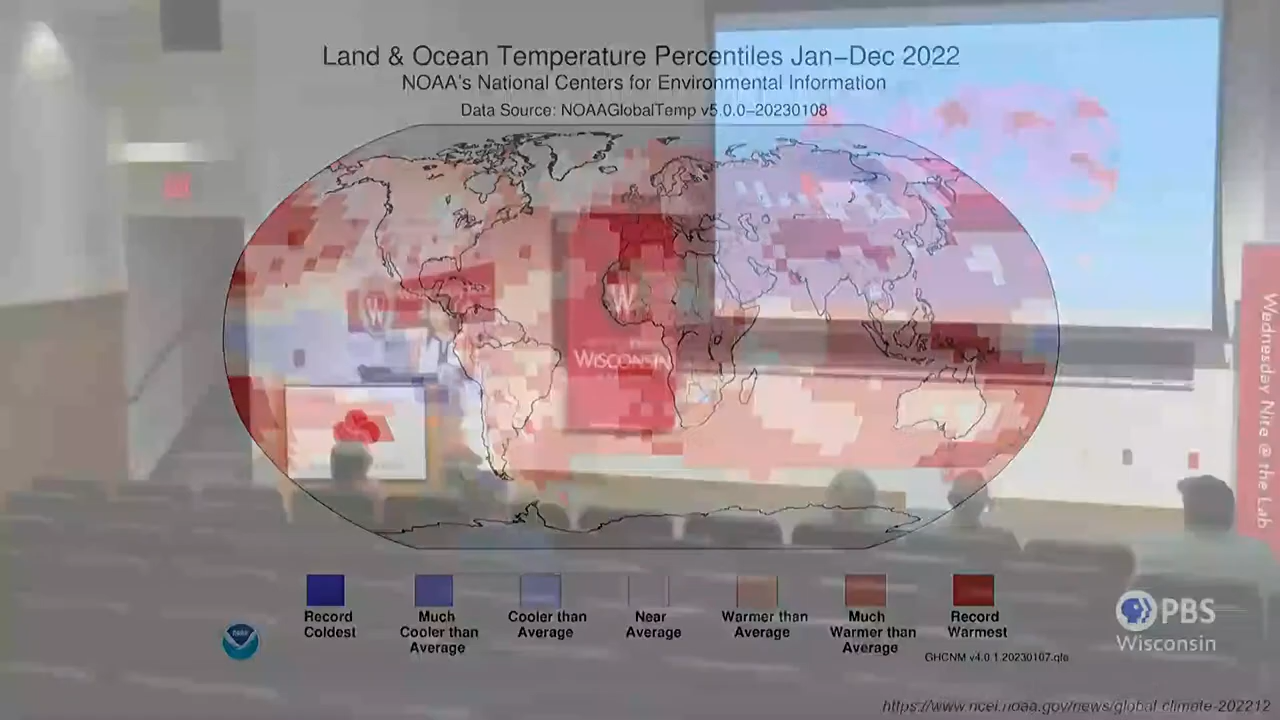 Land & Ocean Temperature Percentiles Jan–Dec 2022
NOAA's National Centers for Environmental Information
Data Source: NOAAGlobalTemp v5.0.0–20230108
W
W
WISCONSIN
Wednesday Nite @ the Lab
Record
Coldest
Much
Cooler than
Average
Cooler than
Average
Near
Average
Warmer than
Average
Much
Warmer than
Average
Record
Warmest
NOAA
GHCNM v4.0.1.20230107.qfe
PBS
Wisconsin
https://www.ncei.noaa.gov/news/global-climate-202212